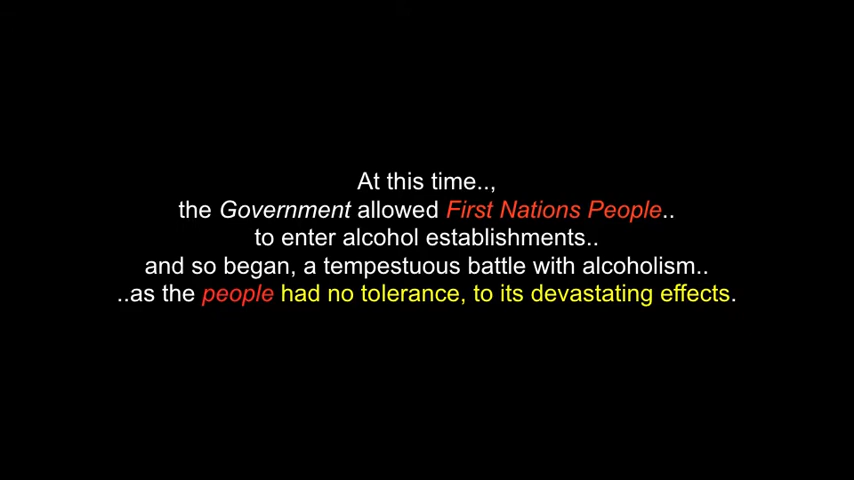 At this time..,
the Government allowed First Nations People..
to enter alcohol establishments..
and so began, a tempestuous battle with alcoholism..
..as the people had no tolerance, to its devastating effects.